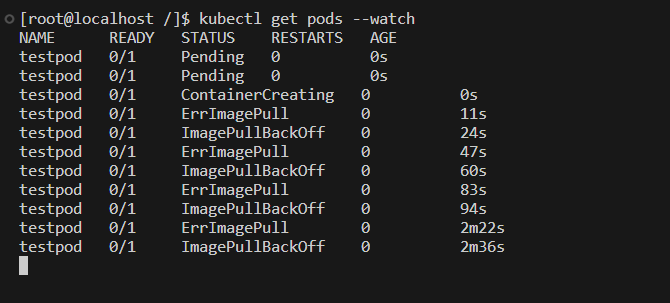 [root@localhost /]$ kubectl get pods --watch
NAME      READY   STATUS    RESTARTS   AGE
testpod   0/1     Pending   0          0s
testpod   0/1     Pending   0          0s
testpod   0/1     ContainerCreating   0          0s
testpod   0/1     ErrImagePull        0          11s
testpod   0/1     ImagePullBackOff    0          24s
testpod   0/1     ErrImagePull        0          47s
testpod   0/1     ImagePullBackOff    0          60s
testpod   0/1     ErrImagePull        0          83s
testpod   0/1     ImagePullBackOff    0          94s
testpod   0/1     ErrImagePull        0          2m22s
testpod   0/1     ImagePullBackOff    0          2m36s